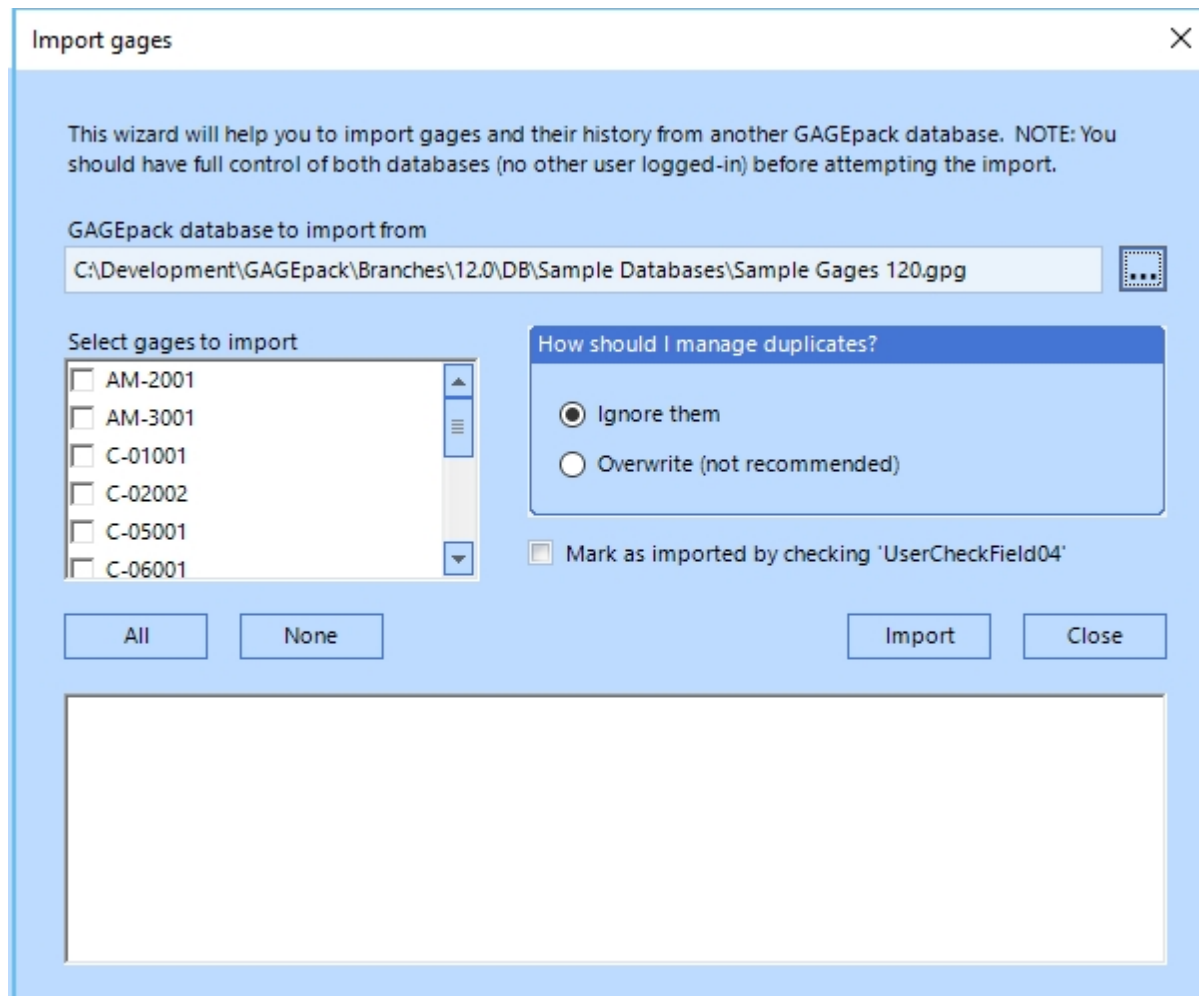 Import gages
This wizard will help you to import gages and their history from another GAGEpack database.  NOTE: You
should have full control of both databases (no other user logged-in) before attempting the import.
GAGEpack database to import from
C:\Development\GAGEpack\Branches\12.0\DB\Sample Databases\Sample Gages 120.gpg
...
Select gages to import
AM-2001
AM-3001
C-01001
C-02002
C-05001
C-06001
How should I manage duplicates?
Ignore them
Overwrite (not recommended)
Mark as imported by checking 'UserCheckField04'
All
None
Import
Close